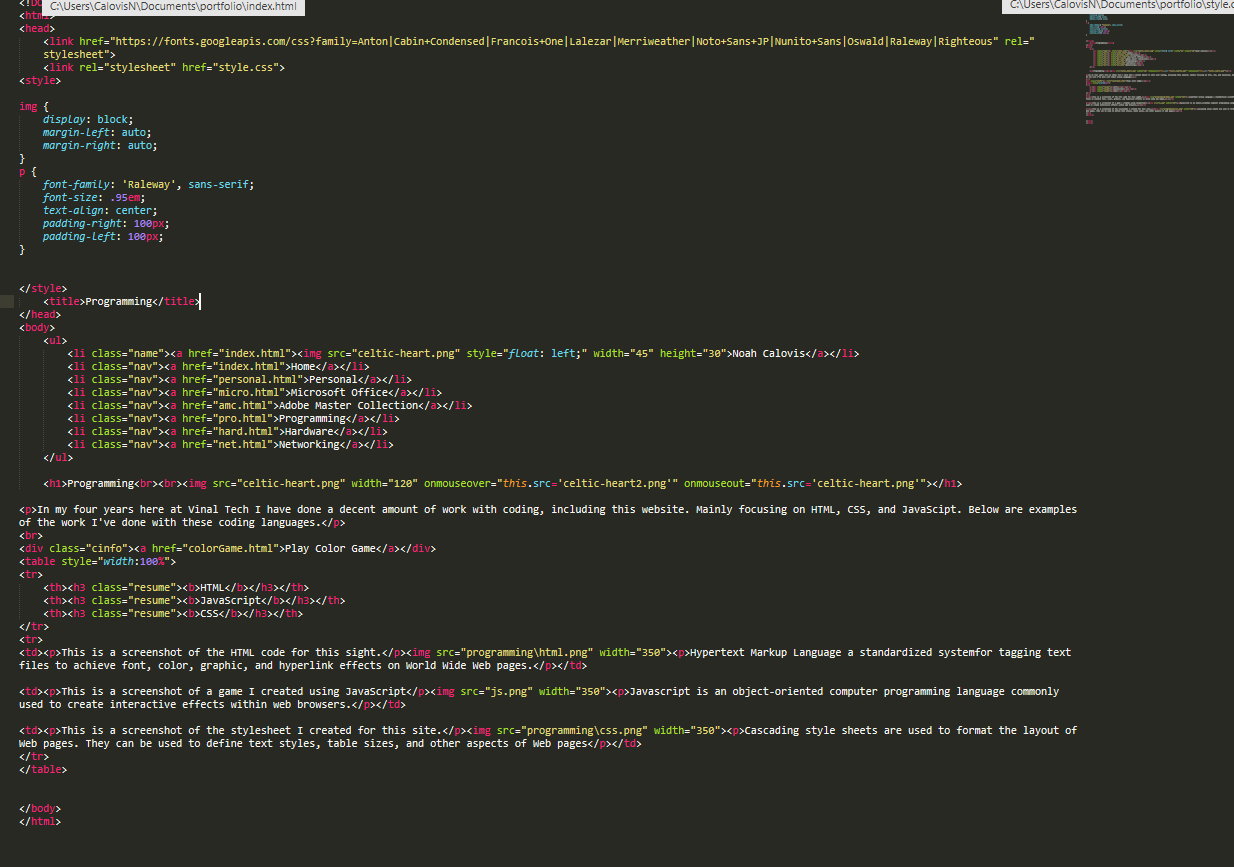 C:\Users\CalovisN\Documents\portfolio\index.html
C:\Users\CalovisN\Documents\portfolio\style.c
<html>
<head>
<link href="https://fonts.googleapis.com/css?family=Anton|Cabin+Condensed|Francois+One|Lalezar|Merriweather|Noto+Sans+JP|Nunito+Sans|Oswald|Raleway|Righteous" rel="
stylesheet">
<link rel="stylesheet" href="style.css">
<style>
img {
display: block;
margin-left: auto;
margin-right: auto;
}
p {
font-family: 'Raleway', sans-serif;
font-size: .95em;
text-align: center;
padding-right: 100px;
padding-left: 100px;
}
</style>
<title>Programming</title>
</head>
<body>
<ul>
<li class="name"><a href="index.html"><img src="celtic-heart.png" style="float: left;" width="45" height="30">Noah Calovis</a></li>
<li class="nav"><a href="index.html">Home</a></li>
<li class="nav"><a href="personal.html">Personal</a></li>
<li class="nav"><a href="micro.html">Microsoft Office</a></li>
<li class="nav"><a href="amc.html">Adobe Master Collection</a></li>
<li class="nav"><a href="pro.html">Programming</a></li>
<li class="nav"><a href="hard.html">Hardware</a></li>
<li class="nav"><a href="net.html">Networking</a></li>
</ul>
<h1>Programming<br><br><img src="celtic-heart.png" width="120" onmouseover="this.src='celtic-heart2.png'" onmouseout="this.src='celtic-heart.png'"></h1>
<p>In my four years here at Vinal Tech I have done a decent amount of work with coding, including this website. Mainly focusing on HTML, CSS, and JavaScipt. Below are examples
of the work I've done with these coding languages.</p>
<br>
<div class="cinfo"><a href="colorGame.html">Play Color Game</a></div>
<table style="width:100%">
<tr>
<th><h3 class="resume"><b>HTML</b></h3></th>
<th><h3 class="resume"><b>JavaScript</b></h3></th>
<th><h3 class="resume"><b>CSS</b></h3></th>
</tr>
<tr>
<td><p>This is a screenshot of the HTML code for this sight.</p><img src="programming\html.png" width="350"><p>Hypertext Markup Language a standardized systemfor tagging text
files to achieve font, color, graphic, and hyperlink effects on World Wide Web pages.</p></td>
<td><p>This is a screenshot of a game I created using JavaScript</p><img src="js.png" width="350"><p>Javascript is an object-oriented computer programming language commonly
used to create interactive effects within web browsers.</p></td>
<td><p>This is a screenshot of the stylesheet I created for this site.</p><img src="programming\css.png" width="350"><p>Cascading style sheets are used to format the layout of
Web pages. They can be used to define text styles, table sizes, and other aspects of Web pages</p></td>
</tr>
</table>
</body>
</html>